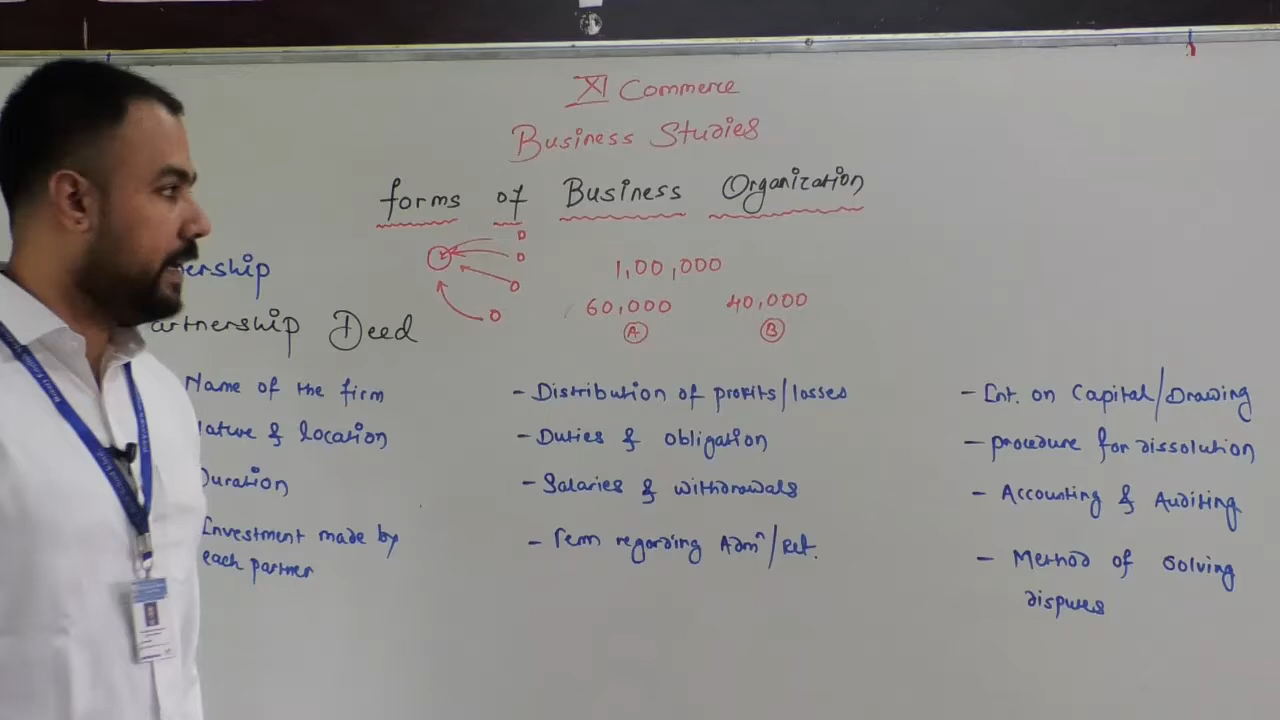 XI Commerce
Business Studies
forms of Business Organization
nership
1,00,000
60,000 40,000
A B
artnership Deed
Name of the firm
ature & location
Duration
Investment made by
each partner
- Distribution of profits/losses
- Duties & obligation
- Salaries & withdrawals
- Term regarding Admⁿ/Ret.
- Int. on Capital/Drawing
- procedure for dissolution
- Accounting & Auditing
- Method of solving
dispues